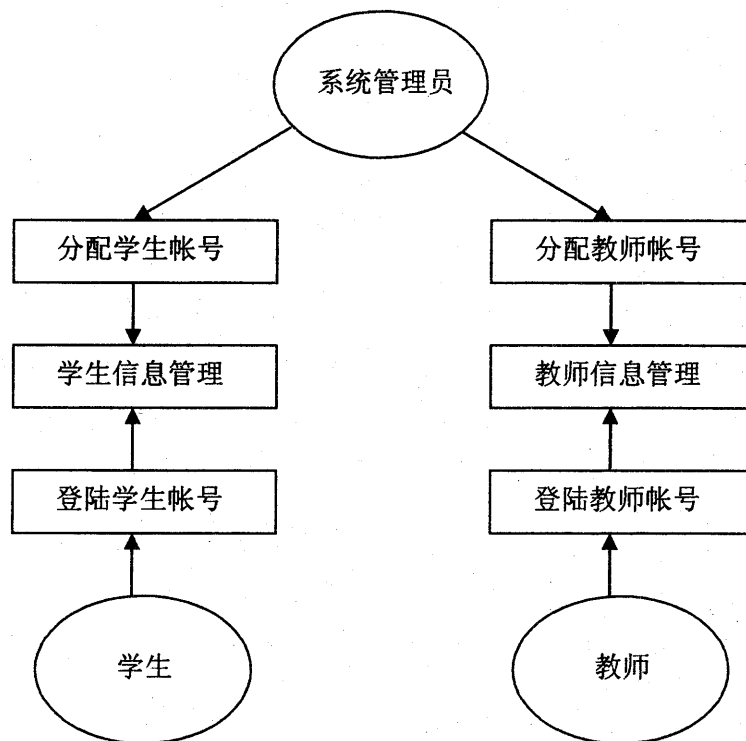 系统管理员
分配学生帐号
分配教师帐号
学生信息管理
教师信息管理
登陆学生帐号
登陆教师帐号
学生
教师